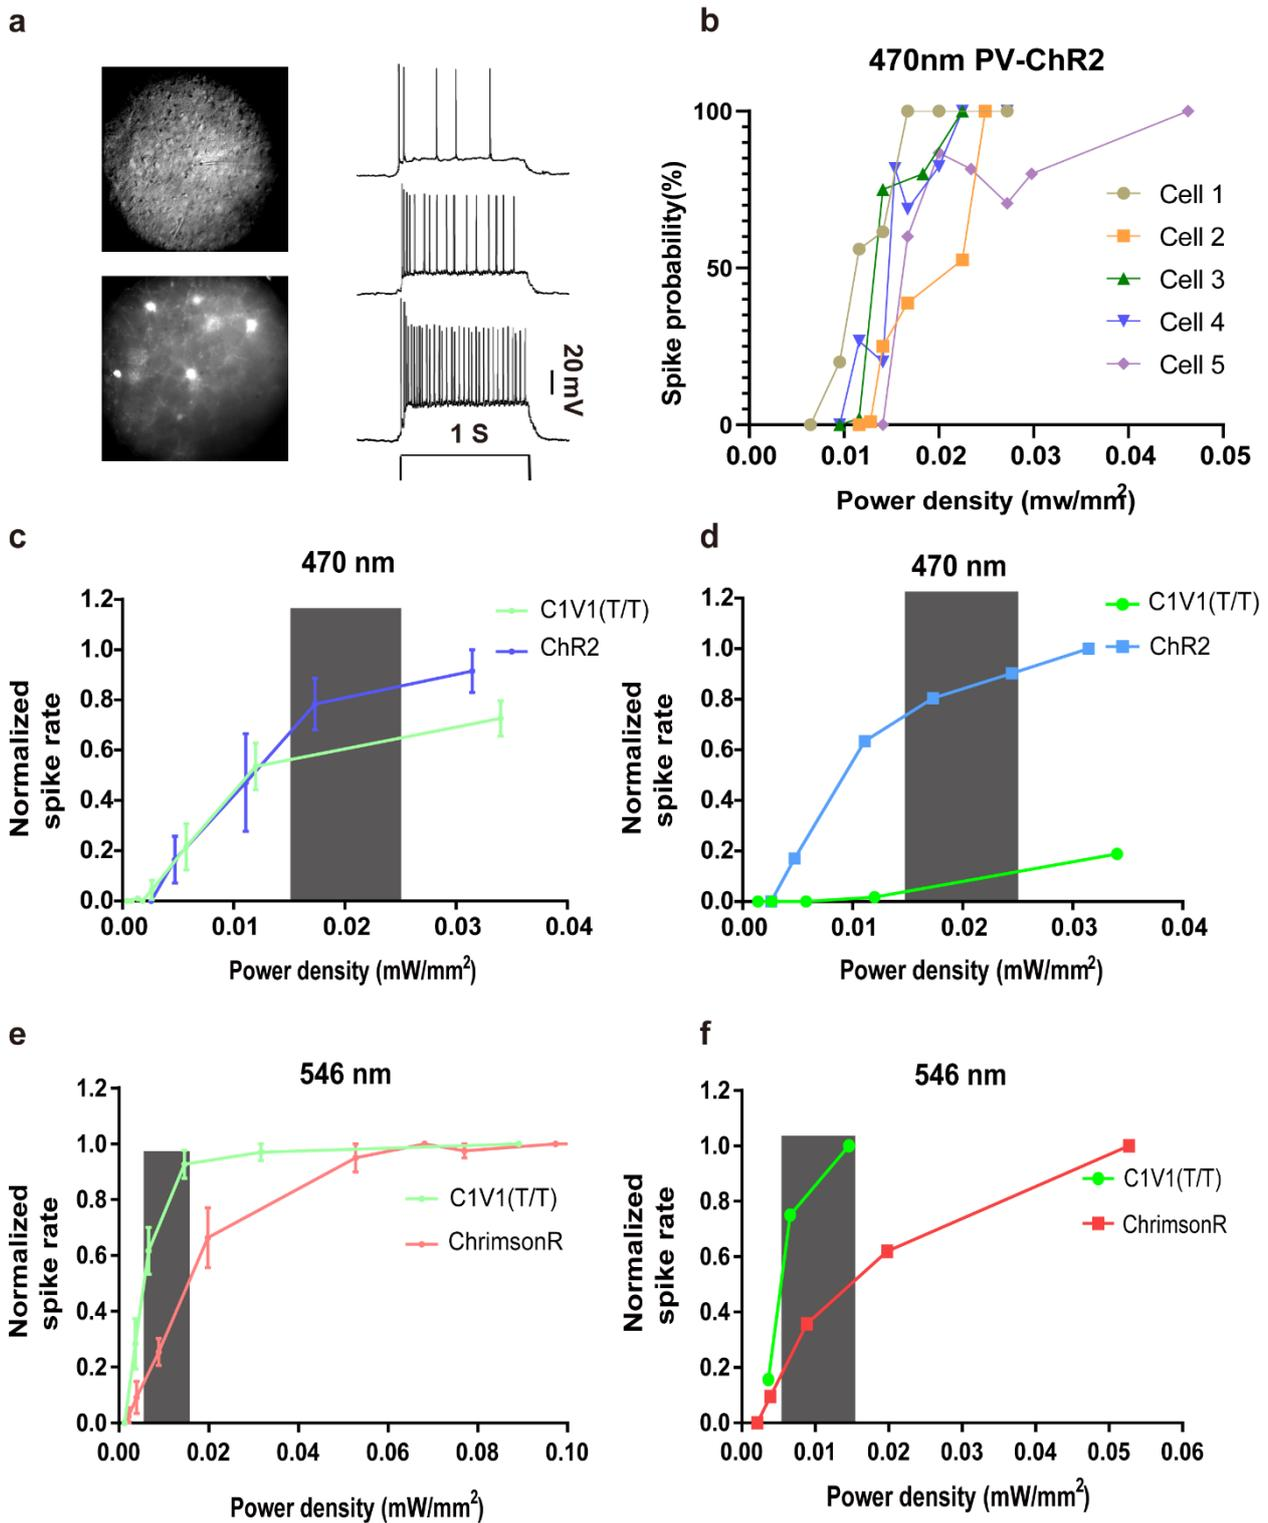 a
20 mV
1 S
b
470nm PV-ChR2
Spike probability(%)
100
50
0
0.00 0.01 0.02 0.03 0.04 0.05
Power density (mw/mm²)
Cell 1
Cell 2
Cell 3
Cell 4
Cell 5
c
470 nm
Normalized
spike rate
1.2
1.0
0.8
0.6
0.4
0.2
0.0
0.00 0.01 0.02 0.03 0.04
Power density (mW/mm²)
C1V1(T/T)
ChR2
d
470 nm
Normalized
spike rate
1.2
1.0
0.8
0.6
0.4
0.2
0.0
0.00 0.01 0.02 0.03 0.04
Power density (mW/mm²)
C1V1(T/T)
ChR2
e
546 nm
Normalized
spike rate
1.2
1.0
0.8
0.6
0.4
0.2
0.0
0.00 0.02 0.04 0.06 0.08 0.10
Power density (mW/mm²)
C1V1(T/T)
ChrimsonR
f
546 nm
Normalized
spike rate
1.2
1.0
0.8
0.6
0.4
0.2
0.0
0.00 0.01 0.02 0.03 0.04 0.05 0.06
Power density (mW/mm²)
C1V1(T/T)
ChrimsonR